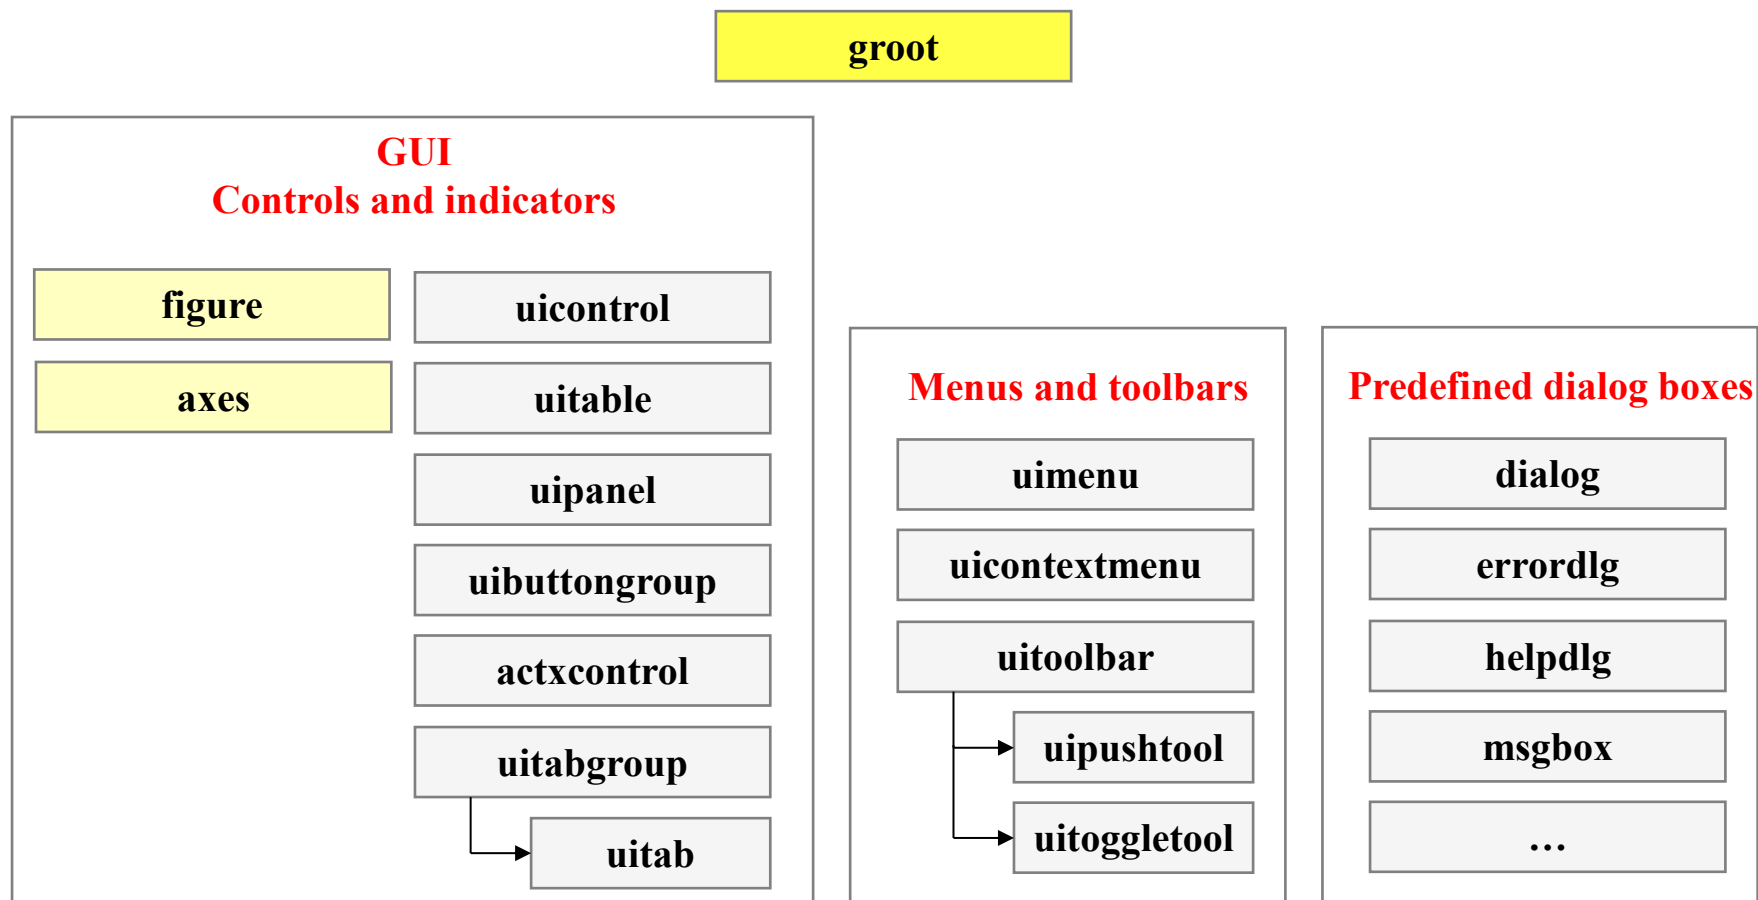 groot
GUI
Controls and indicators
figure
axes
uicontrol
uitable
uipanel
uibuttongroup
actxcontrol
uitabgroup
uitab
Menus and toolbars
uimenu
uicontextmenu
uitoolbar
uipushtool
uitoggletool
Predefined dialog boxes
dialog
errordlg
helpdlg
msgbox
…